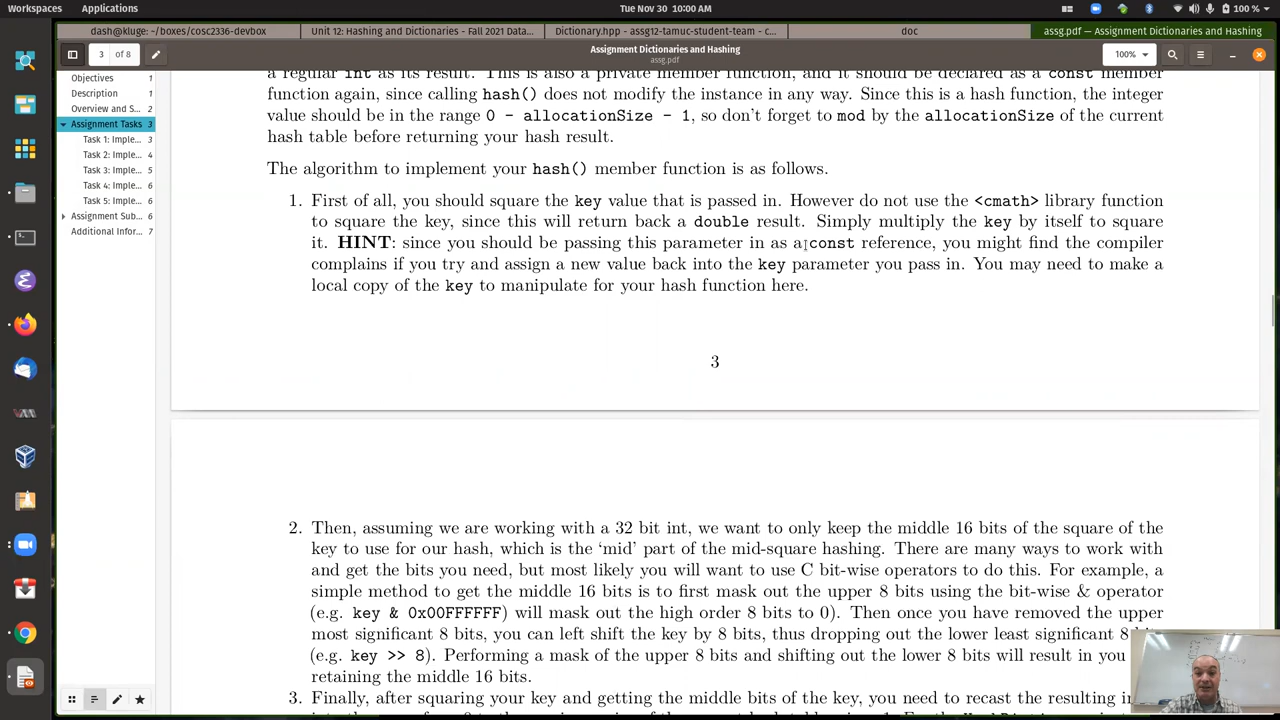 Workspaces Applications Tue Nov 30 10:00 AM 100 %
dash@kluge: ~/boxes/cosc2336-devbox Unit 12: Hashing and Dictionaries - Fall 2021 Data... Dictionary.hpp - assg12-tamuc-student-team - c... doc assg.pdf — Assignment Dictionaries and Hashing
3 of 8 Assignment Dictionaries and Hashing 100%
assg.pdf
Objectives 1
Description 1
Overview and S... 2
Assignment Tasks 3
Task 1: Imple... 3
Task 2: Imple... 4
Task 3: Imple... 5
Task 4: Imple... 6
Task 5: Imple... 6
Assignment Sub... 6
Additional Infor... 7
a regular int as its result. This is also a private member function, and it should be declared as a const member
function again, since calling hash() does not modify the instance in any way. Since this is a hash function, the integer
value should be in the range 0 - allocationSize - 1, so don't forget to mod by the allocationSize of the current
hash table before returning your hash result.
The algorithm to implement your hash() member function is as follows.
1. First of all, you should square the key value that is passed in. However do not use the <cmath> library function
to square the key, since this will return back a double result. Simply multiply the key by itself to square
it. HINT: since you should be passing this parameter in as a const reference, you might find the compiler
complains if you try and assign a new value back into the key parameter you pass in. You may need to make a
local copy of the key to manipulate for your hash function here.
3
2. Then, assuming we are working with a 32 bit int, we want to only keep the middle 16 bits of the square of the
key to use for our hash, which is the 'mid' part of the mid-square hashing. There are many ways to work with
and get the bits you need, but most likely you will want to use C bit-wise operators to do this. For example, a
simple method to get the middle 16 bits is to first mask out the upper 8 bits using the bit-wise & operator
(e.g. key & 0x00FFFFFF) will mask out the high order 8 bits to 0). Then once you have removed the upper
most significant 8 bits, you can left shift the key by 8 bits, thus dropping out the lower least significant 8
(e.g. key >> 8). Performing a mask of the upper 8 bits and shifting out the lower 8 bits will result in you
retaining the middle 16 bits.
3. Finally, after squaring your key and getting the middle bits of the key, you need to recast the resulting